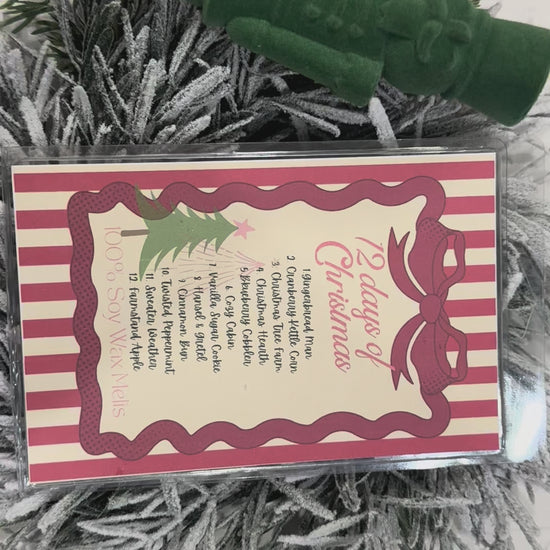 12 days of
Christmas
1 Gingerbread Man
2 Cranberry Kettle Corn
3 Christmas Tree Farm
4 Christmas Hearth
5 Blueberry Cobbler
6 Cosy Cabin
7 Vanilla Sugar Cookie
8 Hansel & Gretel
9 Cinnamon Bun
10 Twisted Peppermint
11 Sweater Weather
12 Farmstand Apple
100% Soy Wax Melts